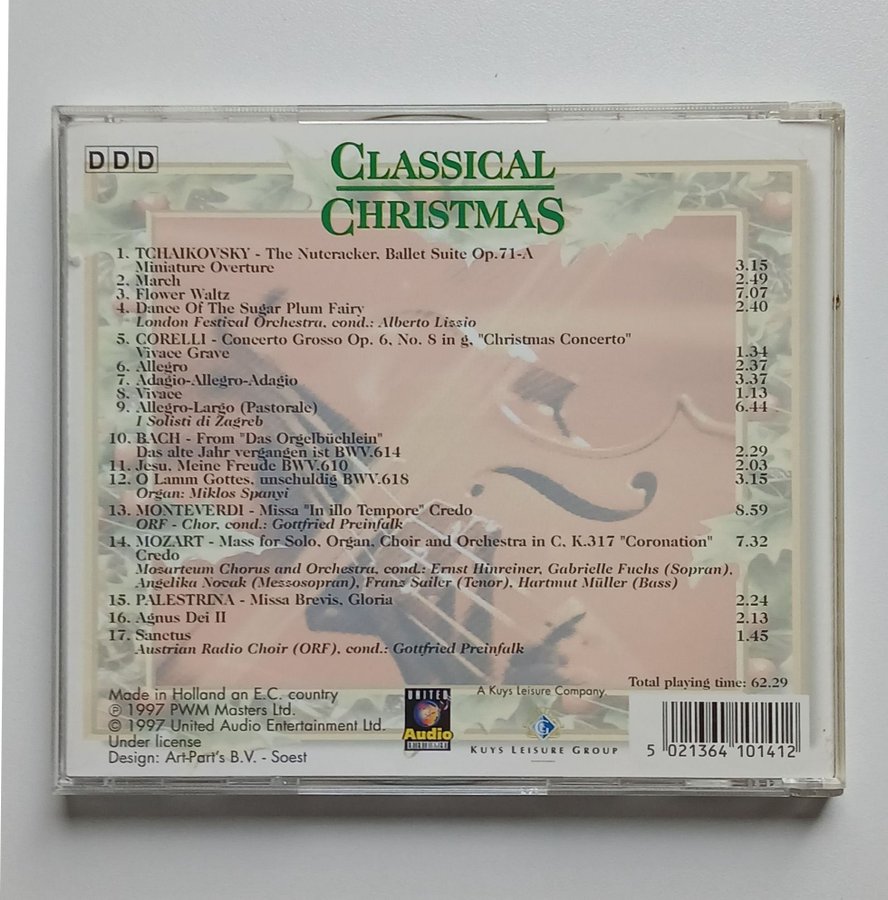 DDD
CLASSICAL
CHRISTMAS
1. TCHAIKOVSKY - The Nutcracker, Ballet Suite Op.71-A
Miniature Overture 3.15
2. March 2.49
3. Flower Waltz 7.07
4. Dance Of The Sugar Plum Fairy 2.40
London Festival Orchestra, cond.: Alberto Lizzio
5. CORELLI - Concerto Grosso Op. 6, No. 8 in g, "Christmas Concerto"
Vivace Grave 1.34
6. Allegro 2.37
7. Adagio-Allegro-Adagio 3.37
8. Vivace 1.13
9. Allegro-Largo (Pastorale) 6.44
I Solisti di Zagreb
10. BACH - From "Das Orgelbüchlein"
Das alte Jahr vergangen ist BWV.614 2.29
11. Jesu, Meine Freude BWV.610 2.03
12. O Lamm Gottes, unschuldig BWV.618 3.15
Organ: Miklos Spanyi
13. MONTEVERDI - Missa "In illo Tempore" Credo 8.59
ORF - Chor, cond.: Gottfried Preinfalk
14. MOZART - Mass for Solo, Organ, Choir and Orchestra in C, K.317 "Coronation" 7.32
Credo
Mozarteum Chorus and Orchestra, cond.: Ernst Hinreiner, Gabrielle Fuchs (Sopran),
Angelika Novak (Messosopran), Franz Sailer (Tenor), Hartmut Müller (Bass)
15. PALESTRINA - Missa Brevis, Gloria 2.24
16. Agnus Dei II 2.13
17. Sanctus 1.45
Austrian Radio Choir (ORF), cond.: Gottfried Preinfalk
Total playing time: 62.29
Made in Holland an E.C. country
℗ 1997 PWM Masters Ltd.
© 1997 United Audio Entertainment Ltd.
Under license
Design: Art-Part's B.V. - Soest
UNITED
Audio
A Kuys Leisure Company.
KUYS LEISURE GROUP
5 021364 101412